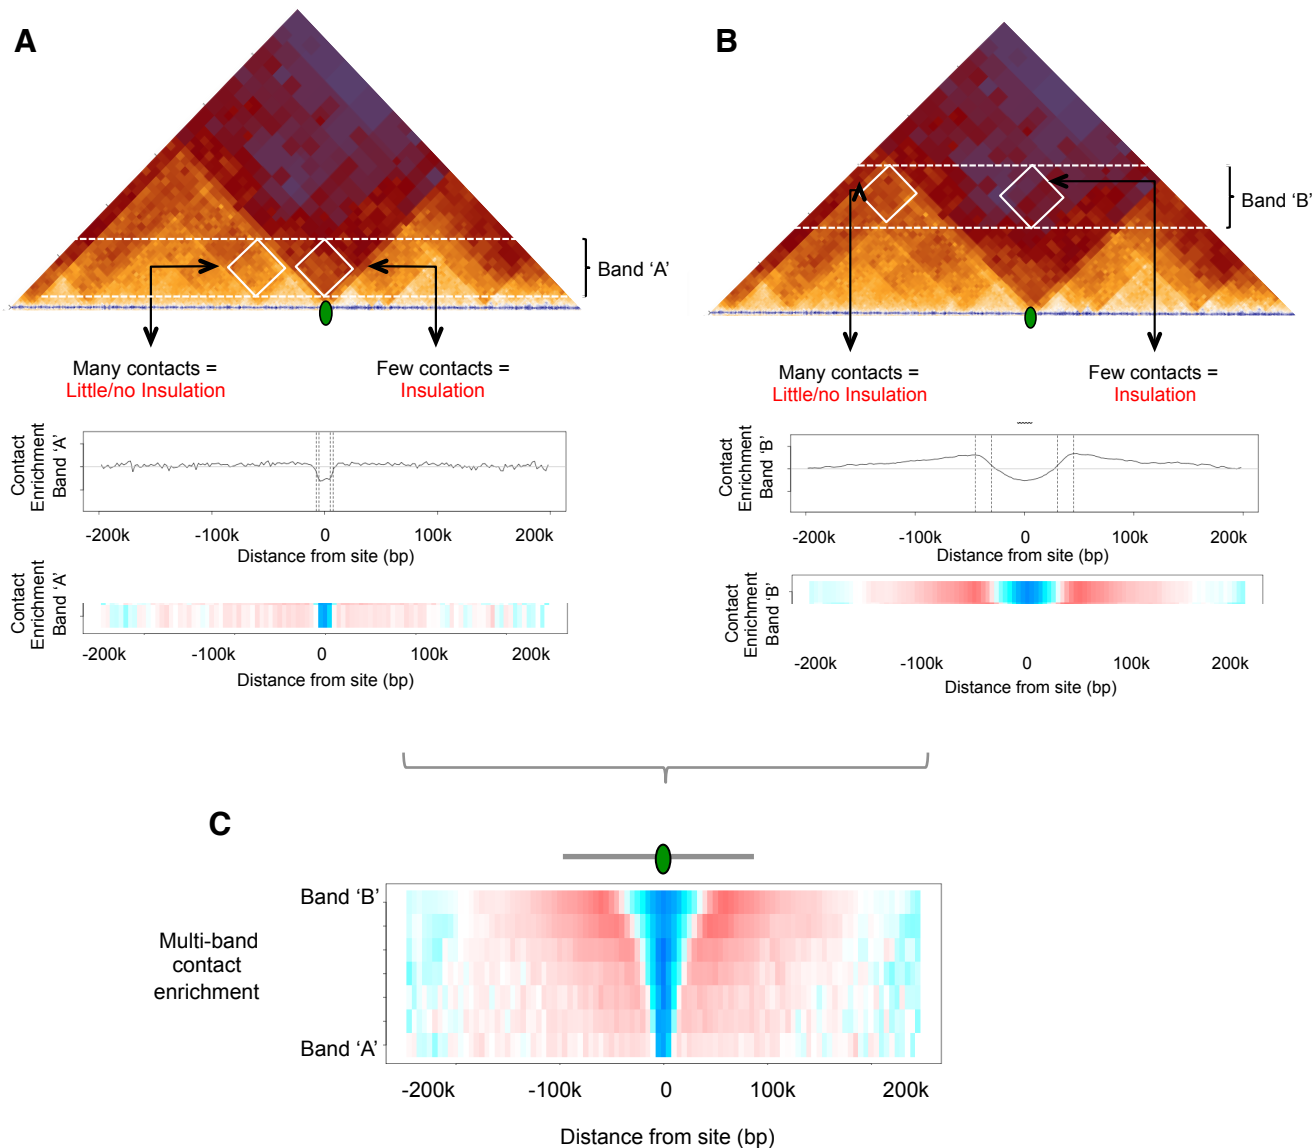 A
B
Band ‘A’
Band ‘B’
Many contacts =
Little/no Insulation
Few contacts =
Insulation
Many contacts =
Little/no Insulation
Few contacts =
Insulation
Contact
Enrichment
Band ‘A’
-200k
-100k
0
100k
200k
Distance from site (bp)
Contact
Enrichment
Band ‘B’
-200k
-100k
0
100k
200k
Distance from site (bp)
Contact
Enrichment
Band ‘A’
-200k
-100k
0
100k
200k
Distance from site (bp)
Contact
Enrichment
Band ‘B’
-200k
-100k
0
100k
200k
Distance from site (bp)
C
Band ‘B’
Multi-band
contact
enrichment
Band ‘A’
-200k
-100k
0
100k
200k
Distance from site (bp)